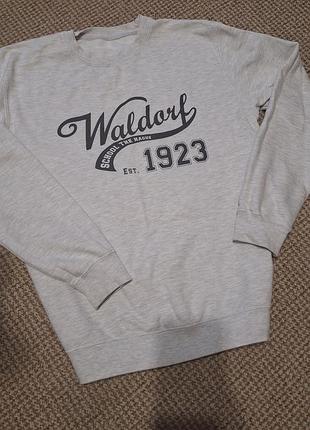 Waldorf
SCHOOL THE HAGUE
EST. 1923